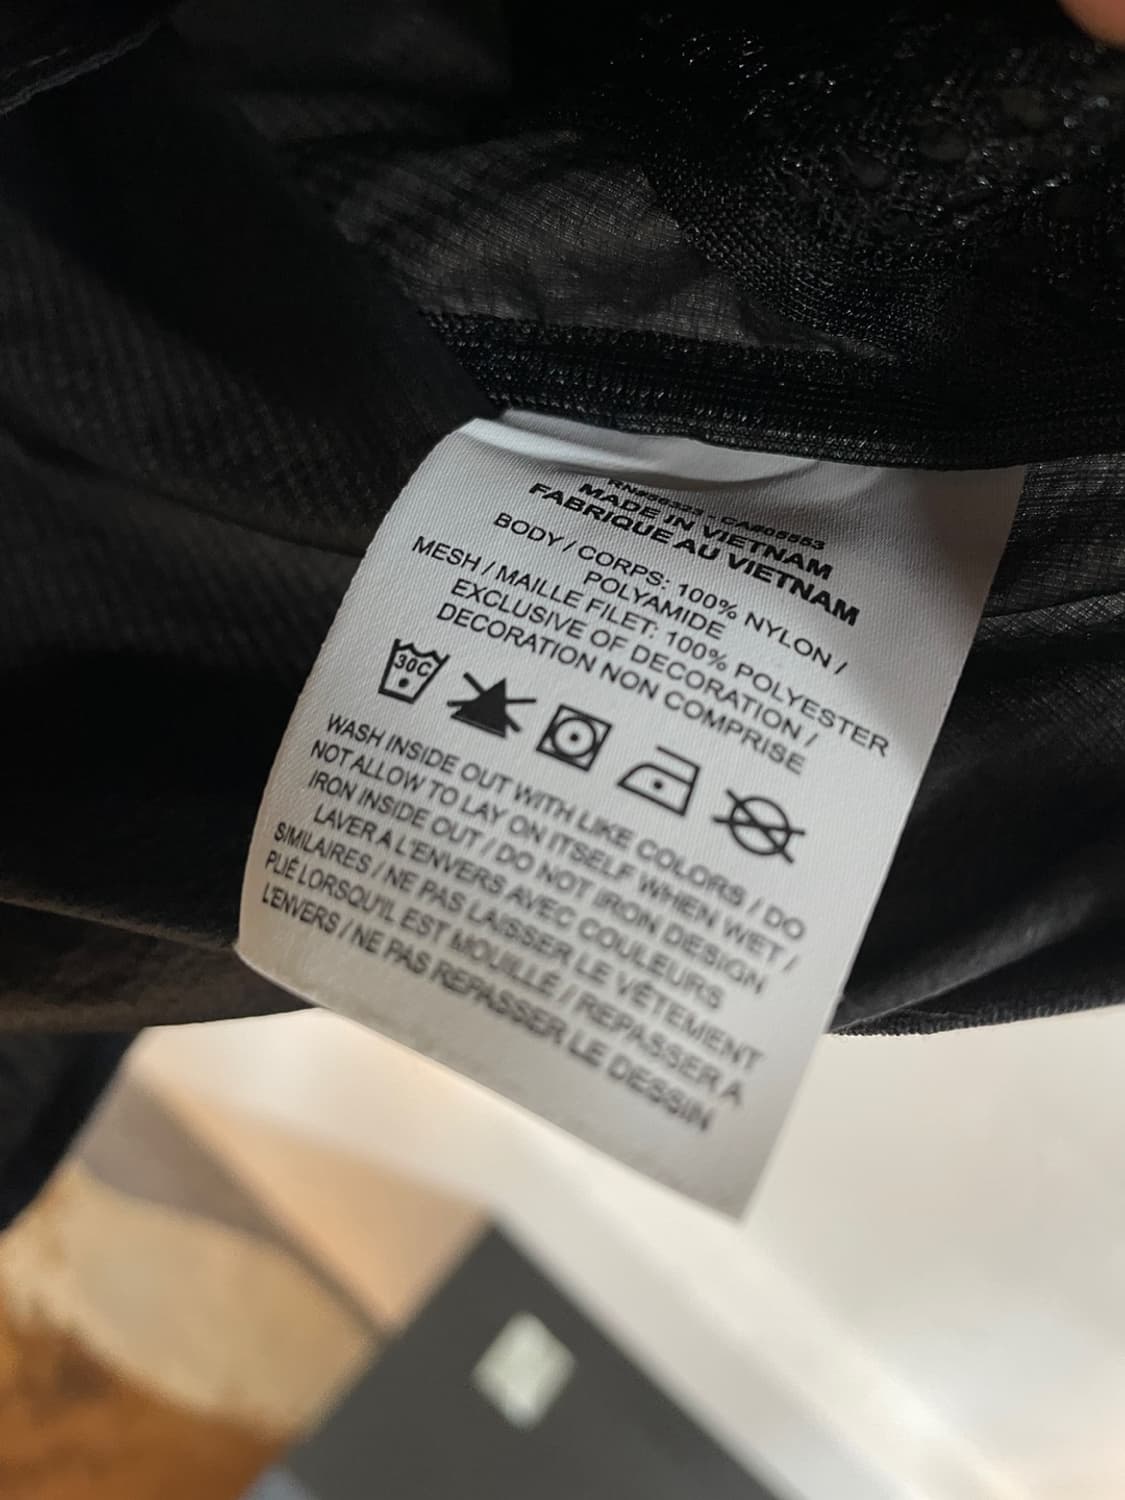 MADE IN VIETNAM
FABRIQUE AU VIETNAM
BODY / CORPS: 100% NYLON /
POLYAMIDE
MESH / MAILLE FILET: 100% POLYESTER
EXCLUSIVE OF DECORATION /
DECORATION NON COMPRISE
30C
WASH INSIDE OUT WITH LIKE COLORS / DO
NOT ALLOW TO LAY ON ITSELF WHEN WET /
IRON INSIDE OUT / DO NOT IRON DESIGN
LAVER A L'ENVERS AVEC COULEURS
SIMILAIRES / NE PAS LAISSER LE VÊTEMENT
PLIÉ LORSQU'IL EST MOUILLÉ / REPASSER A
L'ENVERS / NE PAS REPASSER LE DESSIN